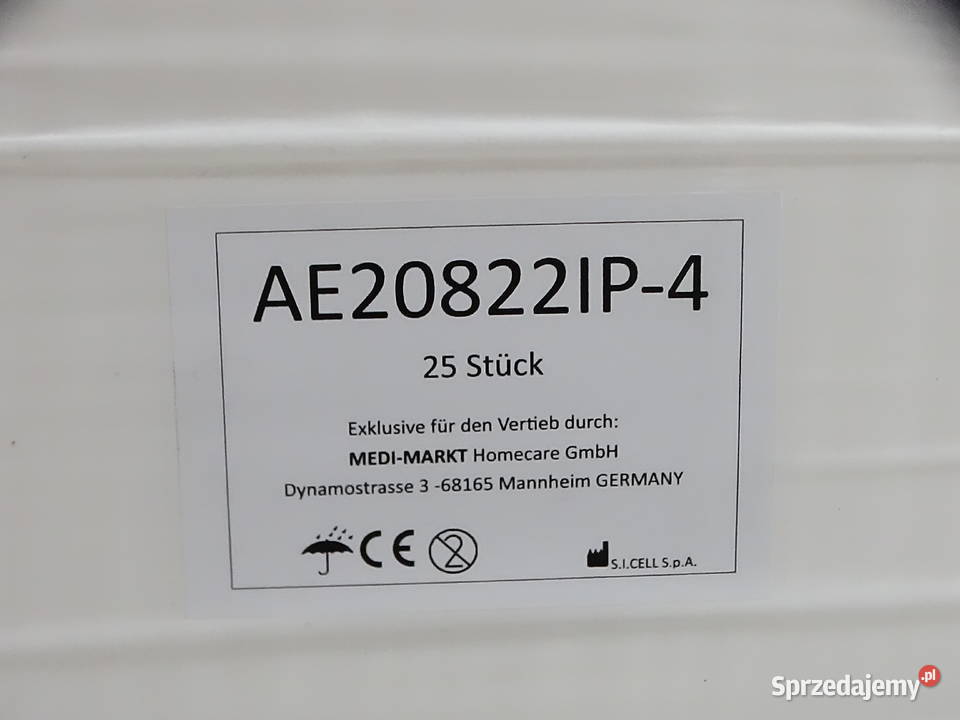 AE20822IP-4
25 Stück
Exklusive für den Vertieb durch:
MEDI-MARKT Homecare GmbH
Dynamostrasse 3 -68165 Mannheim GERMANY
CE 2 S.I.CELL S.p.A.
Sprzedajemy.pl